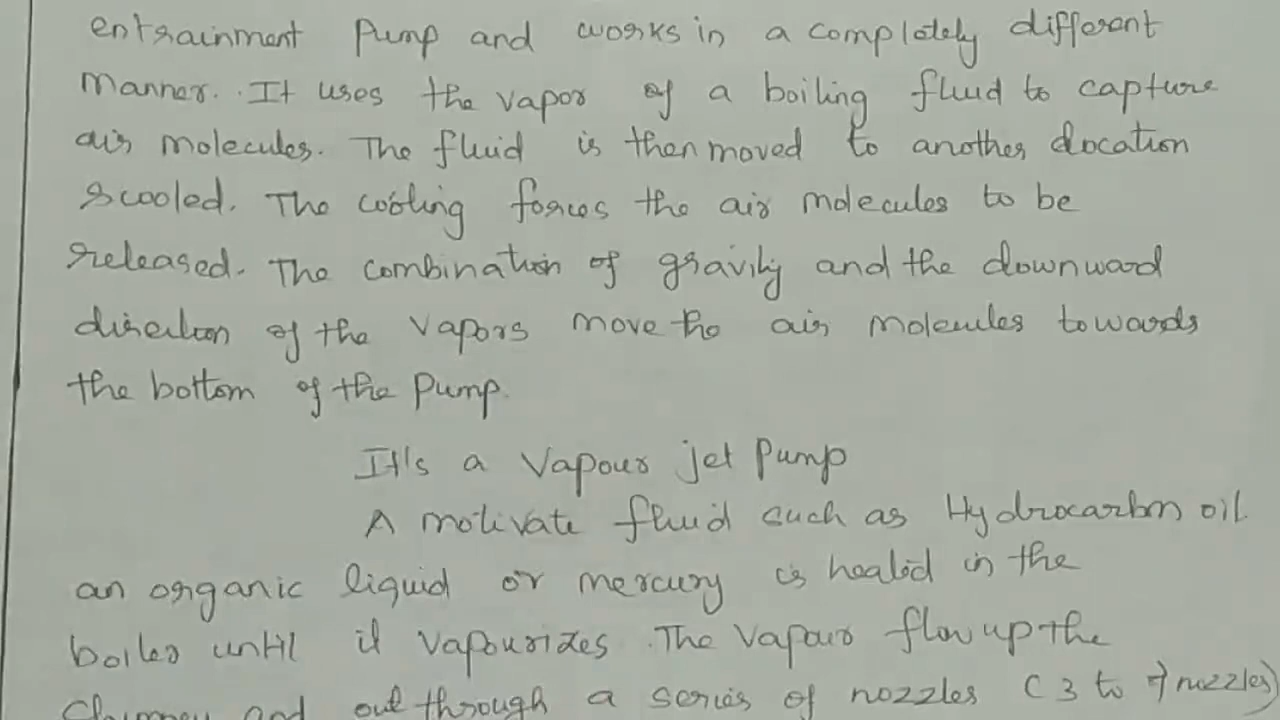 entrainment Pump and works in a completely different
manner. It uses the vapor of a boiling fluid to capture
air molecules. The fluid is then moved to another location
& cooled. The cooling forces the air molecules to be
released. The combination of gravity and the downward
direction of the vapors move the air molecules towards
the bottom of the Pump.
It's a Vapour jet Pump
A motivate fluid such as Hydrocarbon oil
an organic liquid or mercury is heated in the
boiler until it vapourizes. The Vapour flow up the
Chimney and out through a series of nozzles (3 to 7 nozzles)